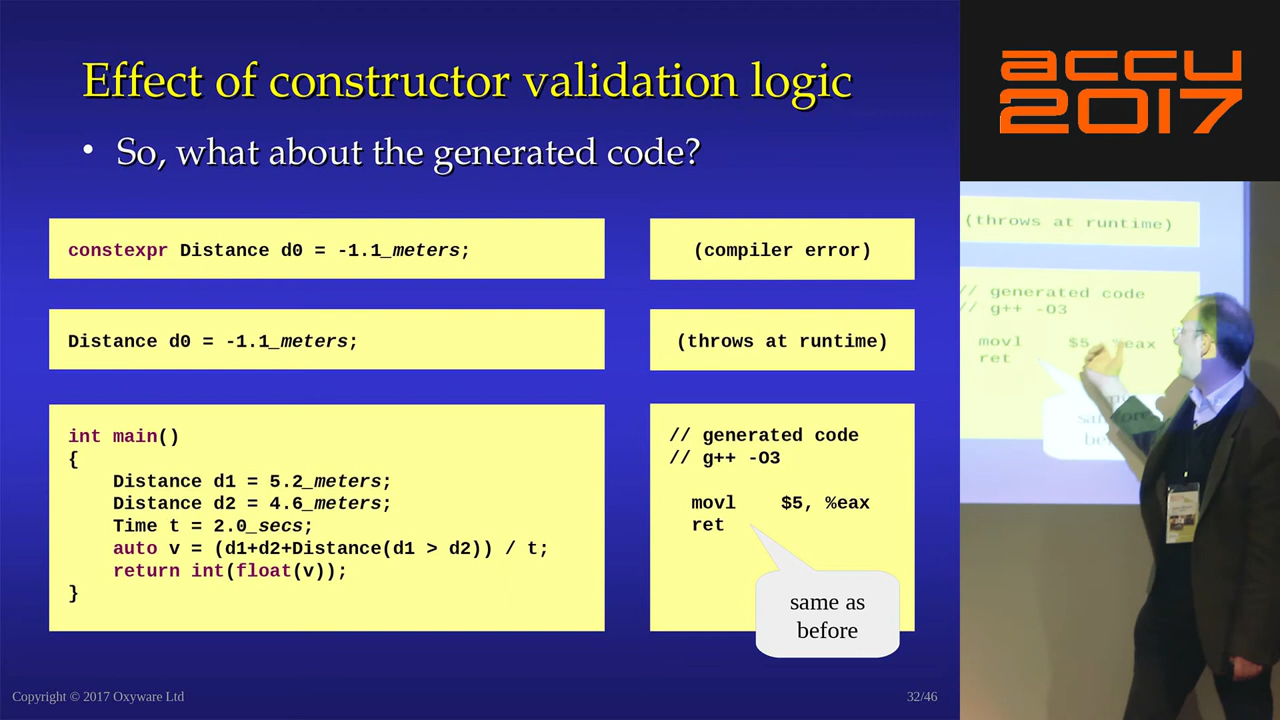 Effect of constructor validation logic
• So, what about the generated code?
constexpr Distance d0 = -1.1_meters;
(compiler error)
Distance d0 = -1.1_meters;
(throws at runtime)
int main()
{
    Distance d1 = 5.2_meters;
    Distance d2 = 4.6_meters;
    Time t = 2.0_secs;
    auto v = (d1+d2+Distance(d1 > d2)) / t;
    return int(float(v));
}
// generated code
// g++ -O3
movl    $5, %eax
ret
same as
before
Copyright © 2017 Oxyware Ltd
32/46
accu
2017
(throws at runtime)
// generated code
// g++ -O3
movl    $5, %eax
ret